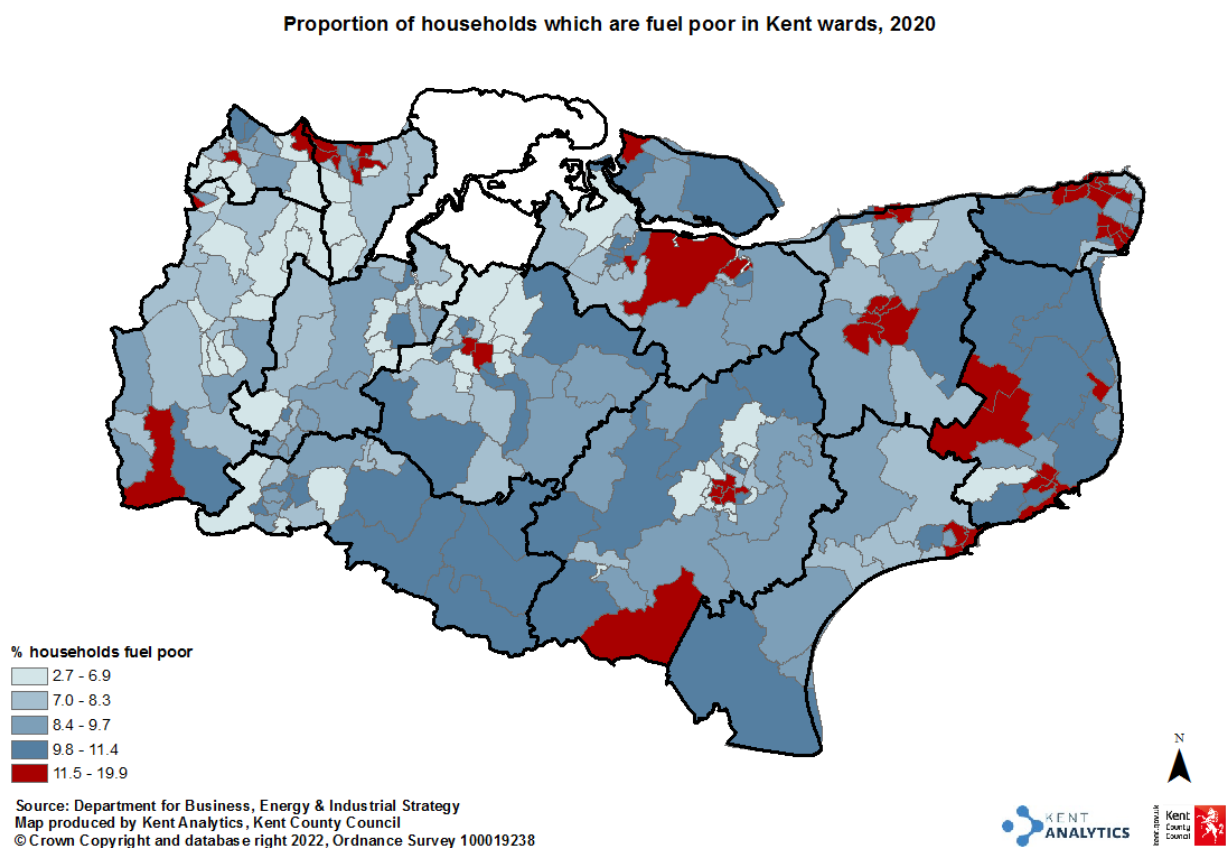 Proportion of households which are fuel poor in Kent wards, 2020
% households fuel poor
2.7 - 6.9
7.0 - 8.3
8.4 - 9.7
9.8 - 11.4
11.5 - 19.9
N
Source: Department for Business, Energy & Industrial Strategy
Map produced by Kent Analytics, Kent County Council
© Crown Copyright and database right 2022, Ordnance Survey 100019238
KENT
ANALYTICS
Kent
County
Council